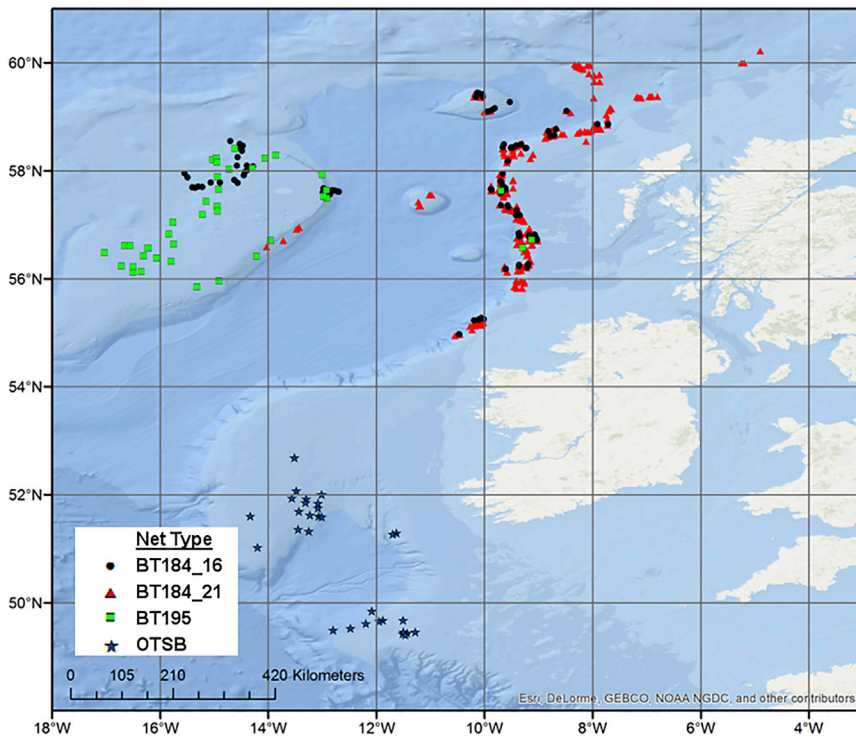 60°N
58°N
56°N
54°N
52°N
50°N
Net Type
BT184_16
BT184_21
BT195
OTSB
0 105 210 420 Kilometers
Esri, DeLorme, GEBCO, NOAA NGDC, and other contributors
18°W 16°W 14°W 12°W 10°W 8°W 6°W 4°W